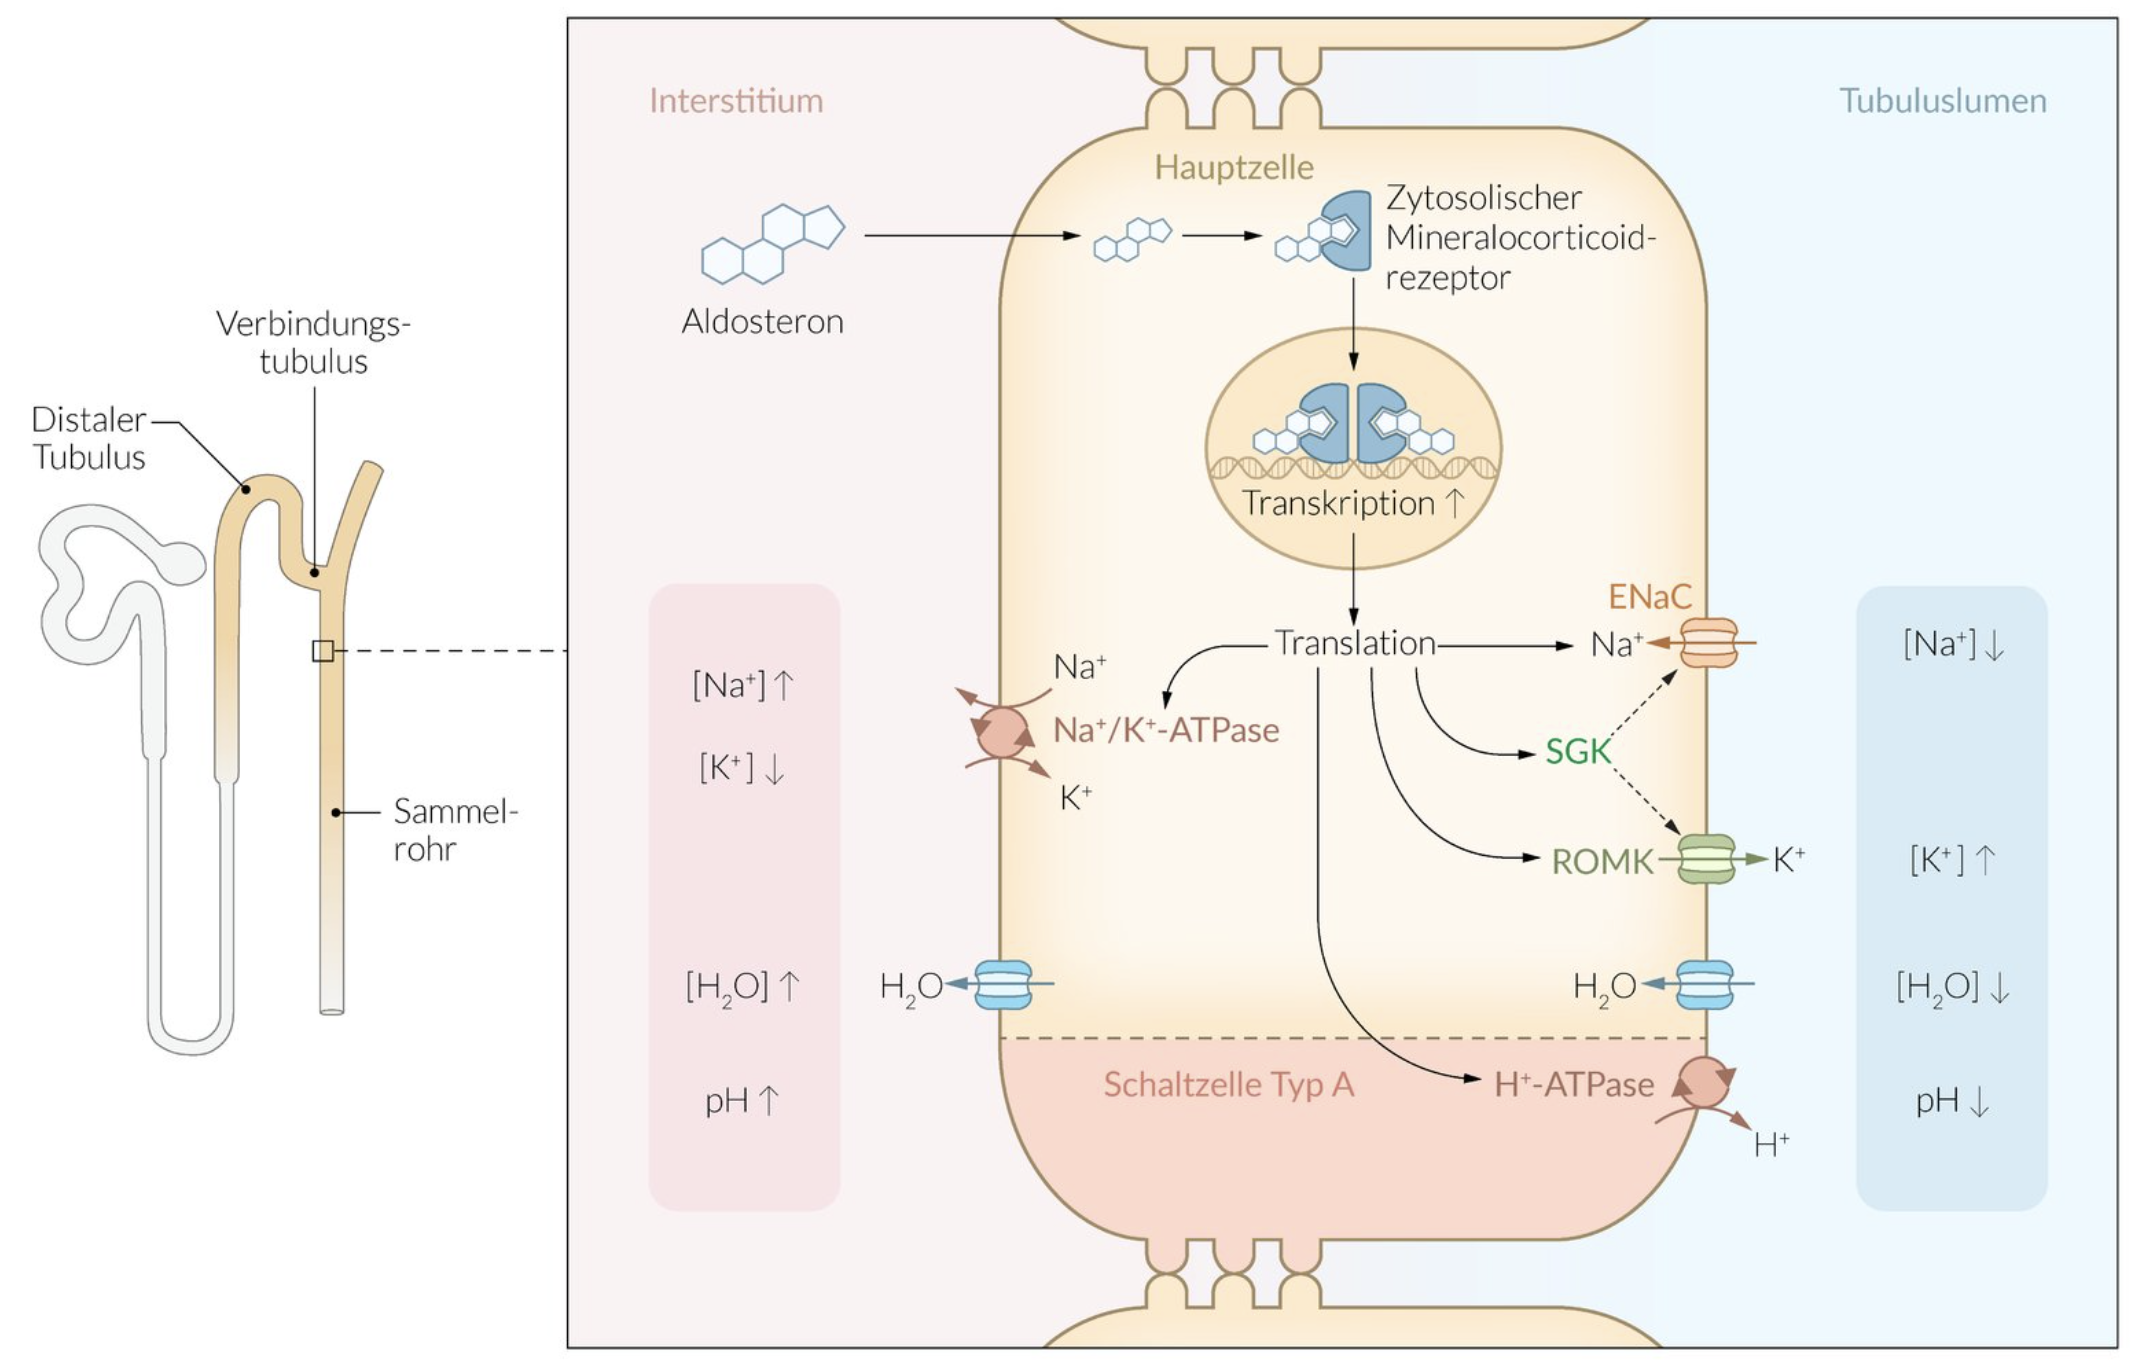 Interstitium
Tubuluslumen
Hauptzelle
Zytosolischer
Mineralocorticoid-
rezeptor
Aldosteron
Verbindungs-
tubulus
Distaler
Tubulus
Transkription ↑
ENaC
Translation
Na⁺
[Na⁺] ↓
Na⁺
[Na⁺] ↑
Na⁺/K⁺-ATPase
SGK
[K⁺] ↓
K⁺
Sammel-
rohr
ROMK
K⁺
[K⁺] ↑
[H₂O] ↑
H₂O
H₂O
[H₂O] ↓
Schaltzelle Typ A
H⁺-ATPase
pH ↑
pH ↓
H⁺